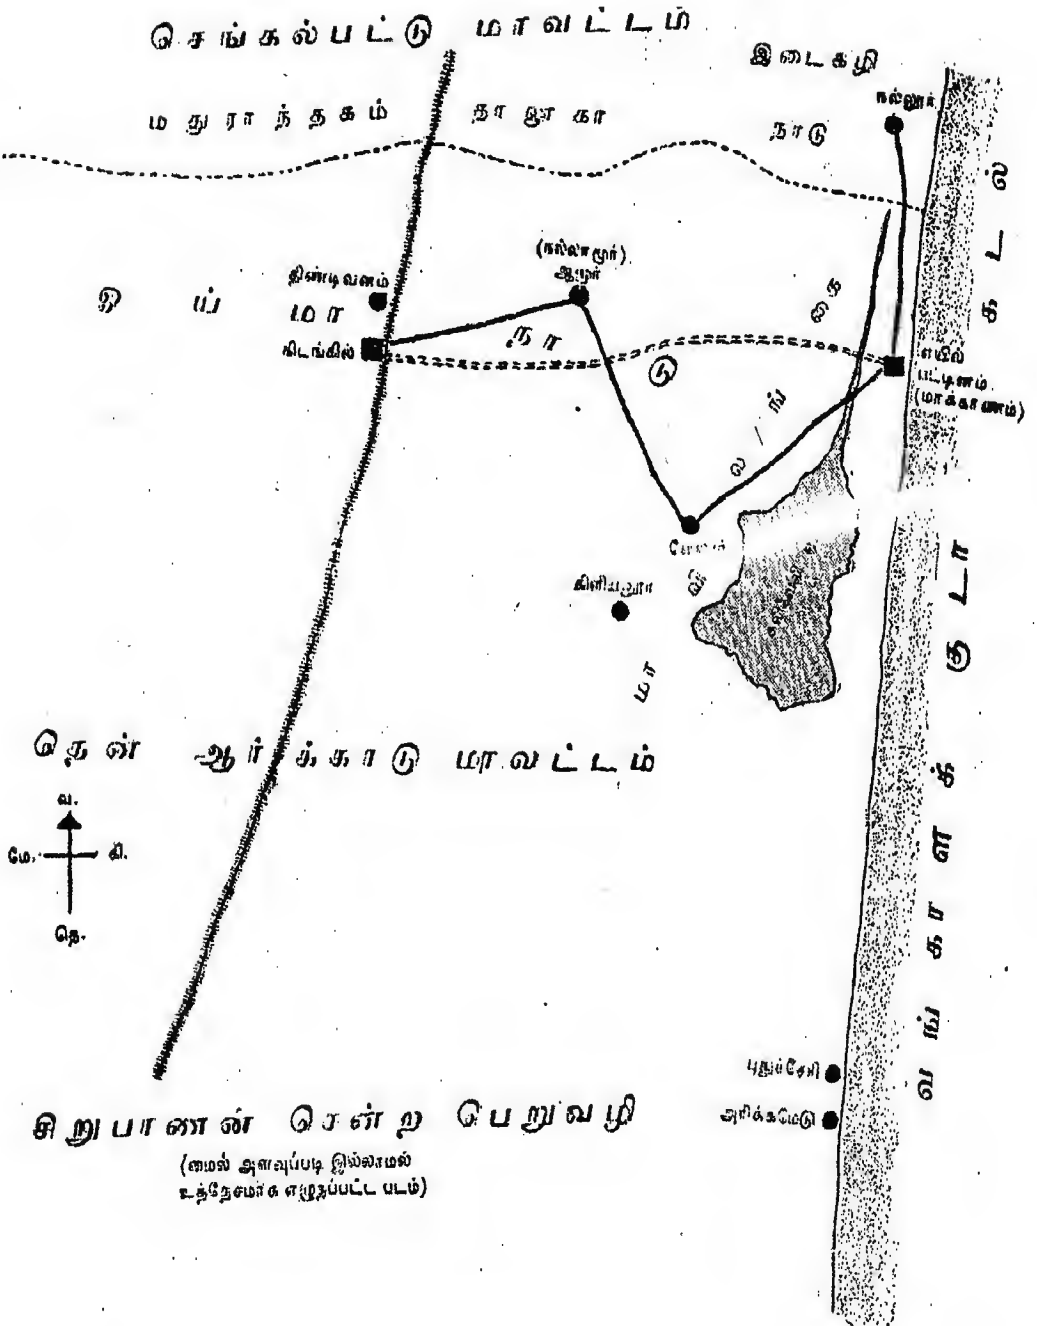 செங்கல்பட்டு மாவட்டம்
இடைகழி
நாடு
மதுராந்தகம் தாலூகா
நல்லூர்
(நல்லாமூர்)
ஆமூர்
திண்டிவனம்
ஓய்மாநாடு
கிடங்கில்
எயில்
பட்டினம்
(மாக்காணம்)
மாவிலங்கை
கிளியனூர்
வங்காளக் குடா கடல்
தென் ஆர்க்காடு மாவட்டம்
வ.
மே. கி.
தெ.
புதுச்சேரி
அரிக்கமேடு
சிறுபாணன் சென்ற பெறுவழி
(மைல் அளவுப்படி இல்லாமல்
உத்தேசமாக எழுதப்பட்ட படம்)